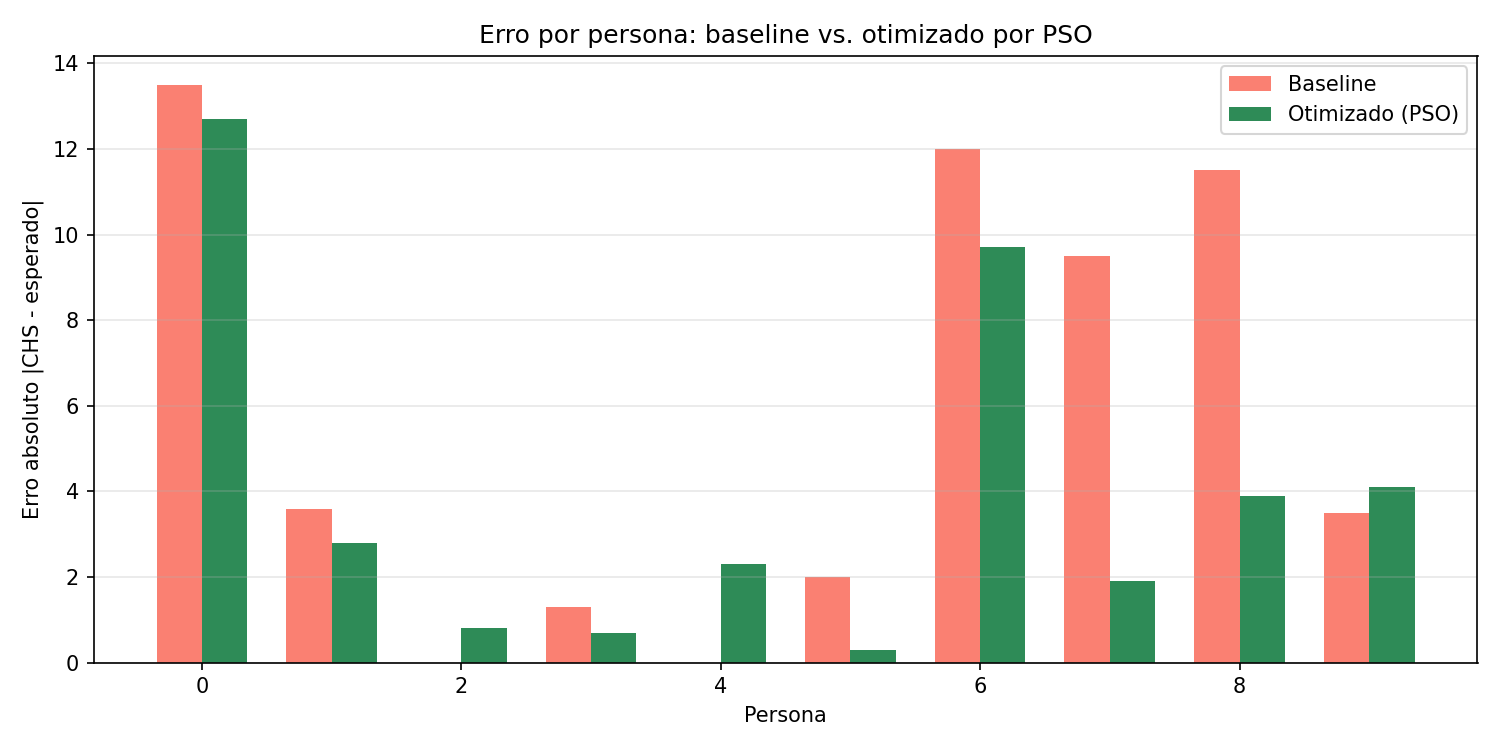 Erro por persona: baseline vs. otimizado por PSO
Baseline
Otimizado (PSO)
Erro absoluto |CHS - esperado|
14
12
10
8
6
4
2
0
0 2 4 6 8
Persona